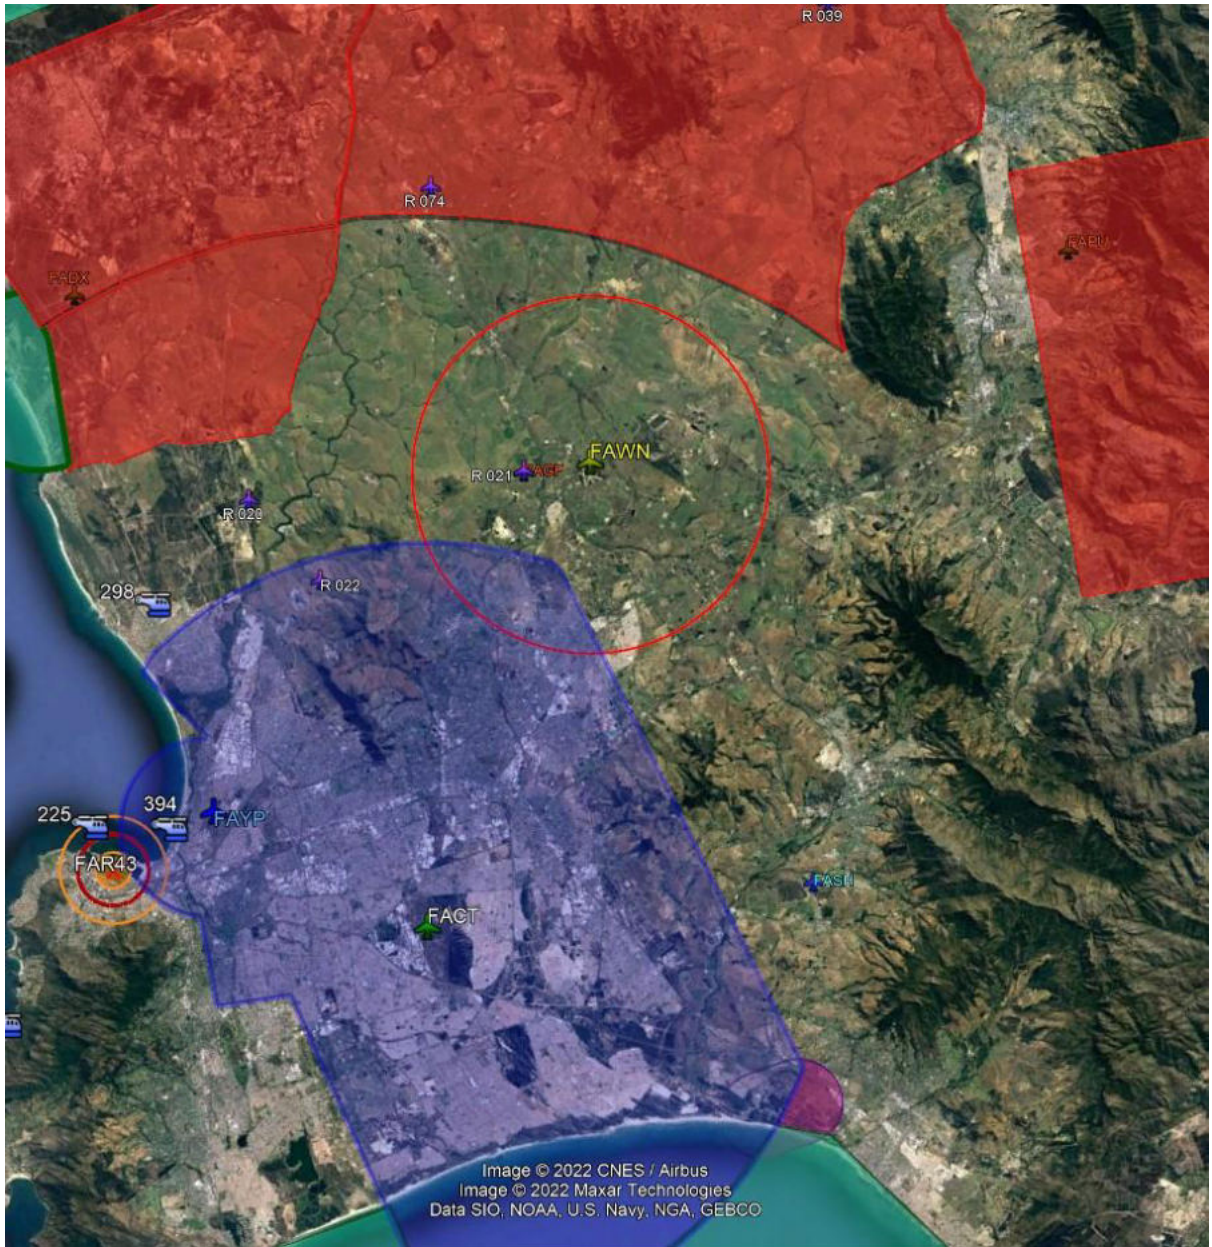 R 039
R 074
FAPU
FADX
FAWN
R 021
R 020
298
R 022
225
394
FAYP
FAR43
FASH
FACT
Image © 2022 CNES / Airbus
Image © 2022 Maxar Technologies
Data SIO, NOAA, U.S. Navy, NGA, GEBCO